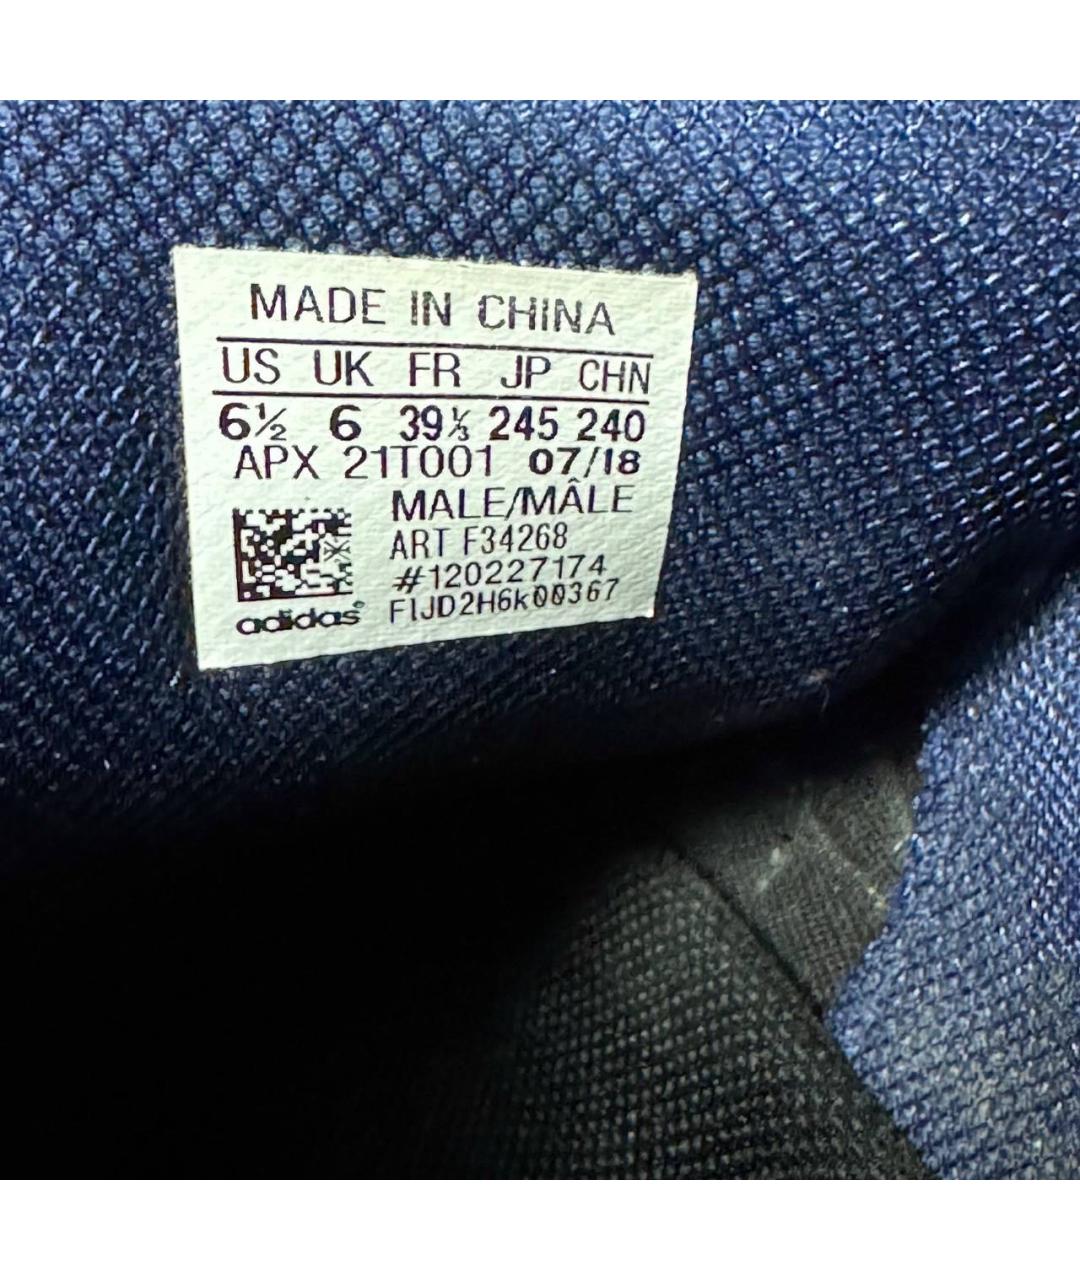 MADE IN CHINA
US UK FR JP CHN
6½ 6 39⅓ 245 240
APX 21T001 07/18
MALE/MÂLE
ART F34268
#120227174
FIJD2H6k00367
adidas®